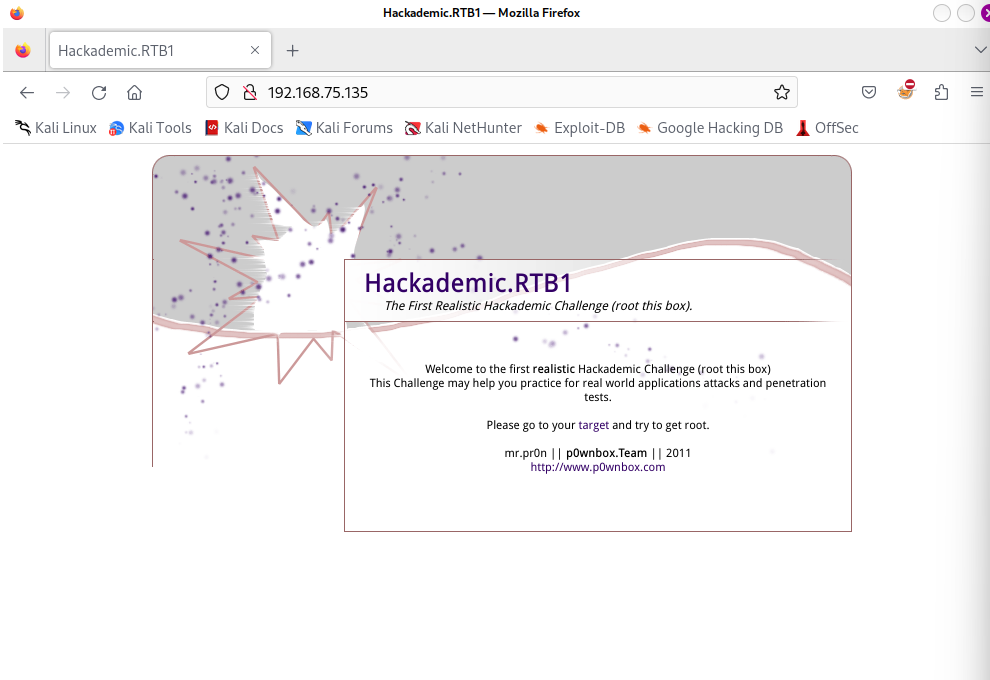 Hackademic.RTB1 — Mozilla Firefox
Hackademic.RTB1
192.168.75.135
Kali Linux Kali Tools Kali Docs Kali Forums Kali NetHunter Exploit-DB Google Hacking DB OffSec
Hackademic.RTB1
The First Realistic Hackademic Challenge (root this box).
Welcome to the first realistic Hackademic Challenge (root this box)
This Challenge may help you practice for real world applications attacks and penetration
tests.
Please go to your target and try to get root.
mr.pr0n || p0wnbox.Team || 2011
http://www.p0wnbox.com